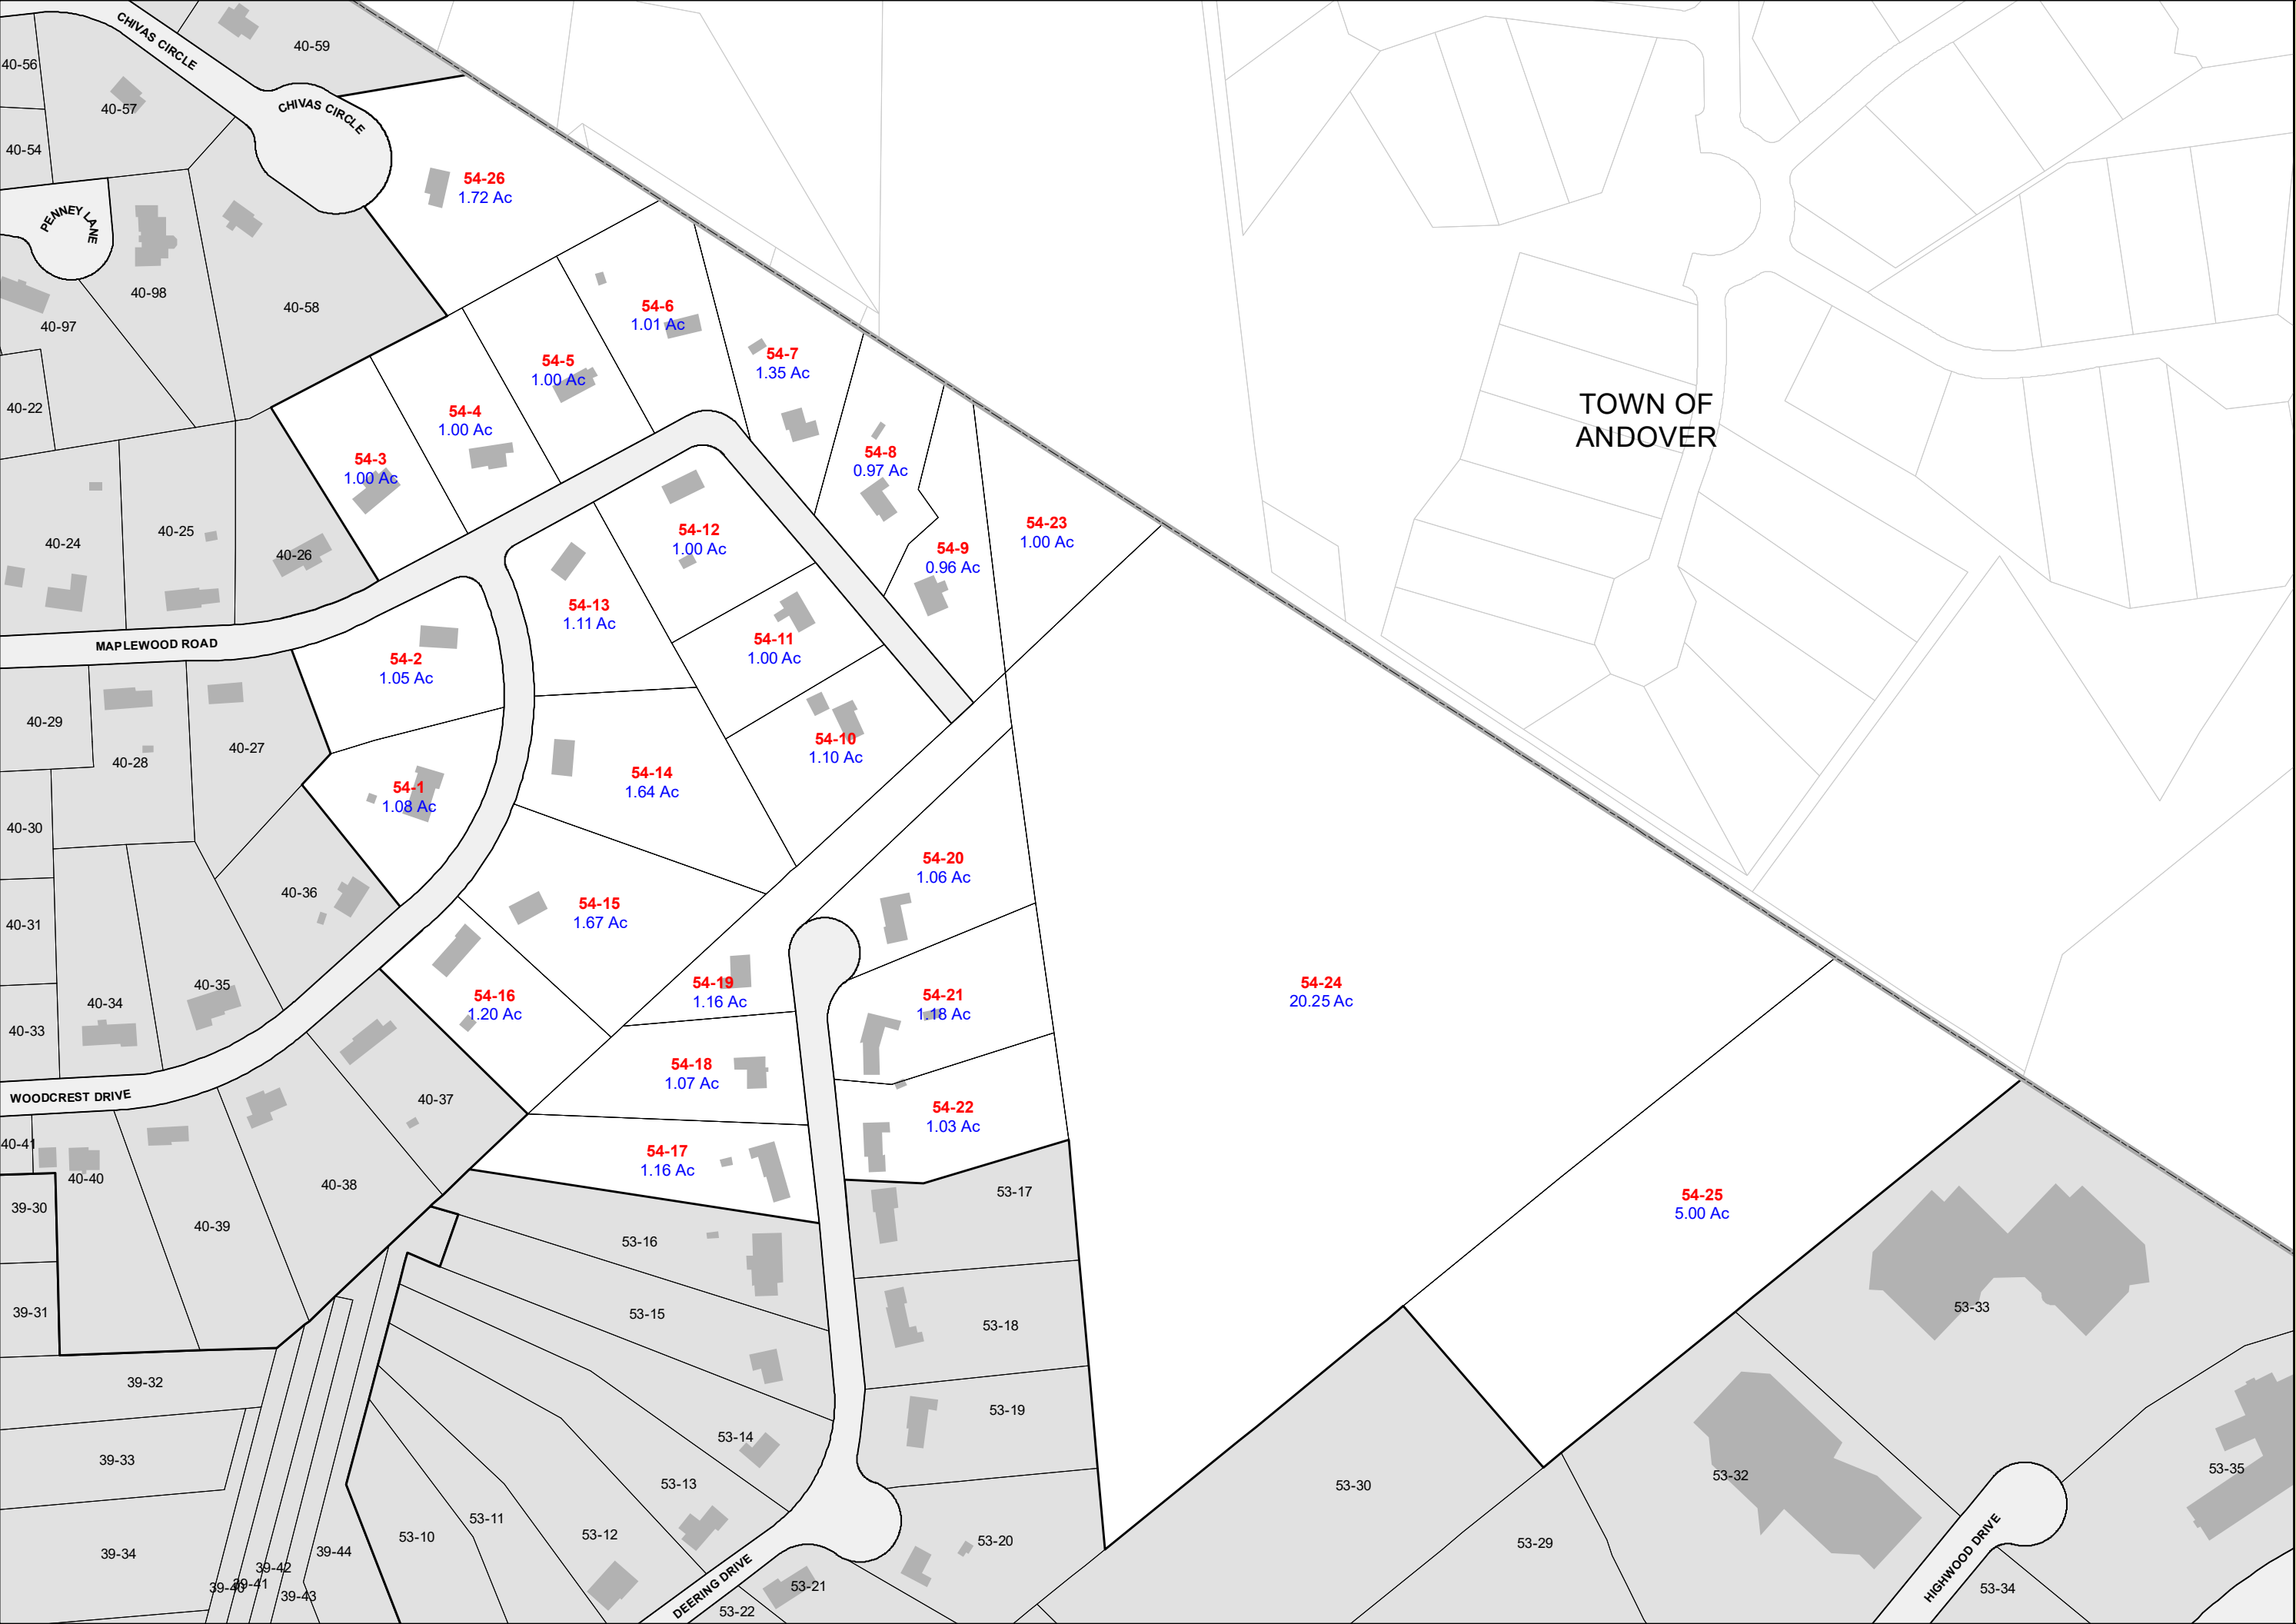 CHIVAS CIRCLE
40-59
40-56
40-57
CHIVAS CIRCLE
40-54
54-26
1.72 Ac
PENNEY LANE
40-98
40-58
40-97
54-6
1.01 Ac
54-7
1.35 Ac
54-5
1.00 Ac
40-22
54-4
1.00 Ac
TOWN OF
ANDOVER
54-3
1.00 Ac
54-8
0.97 Ac
40-24
40-25
40-26
54-12
1.00 Ac
54-23
1.00 Ac
54-9
0.96 Ac
54-13
1.11 Ac
MAPLEWOOD ROAD
54-2
1.05 Ac
54-11
1.00 Ac
40-29
40-28
40-27
54-10
1.10 Ac
54-1
1.08 Ac
54-14
1.64 Ac
40-30
54-20
1.06 Ac
40-36
54-15
1.67 Ac
40-31
40-35
40-34
54-16
1.20 Ac
54-19
1.16 Ac
54-21
1.18 Ac
54-24
20.25 Ac
40-33
54-18
1.07 Ac
WOODCREST DRIVE
40-37
54-22
1.03 Ac
40-41
40-40
40-38
54-17
1.16 Ac
53-17
54-25
5.00 Ac
39-30
40-39
53-16
39-31
53-15
53-18
53-33
39-32
53-19
39-33
53-14
53-13
53-30
53-32
53-35
39-34
53-10
53-11
53-12
53-20
53-29
39-44
39-42
39-41
39-40
39-43
DEERING DRIVE
53-21
53-22
HIGHWOOD DRIVE
53-34